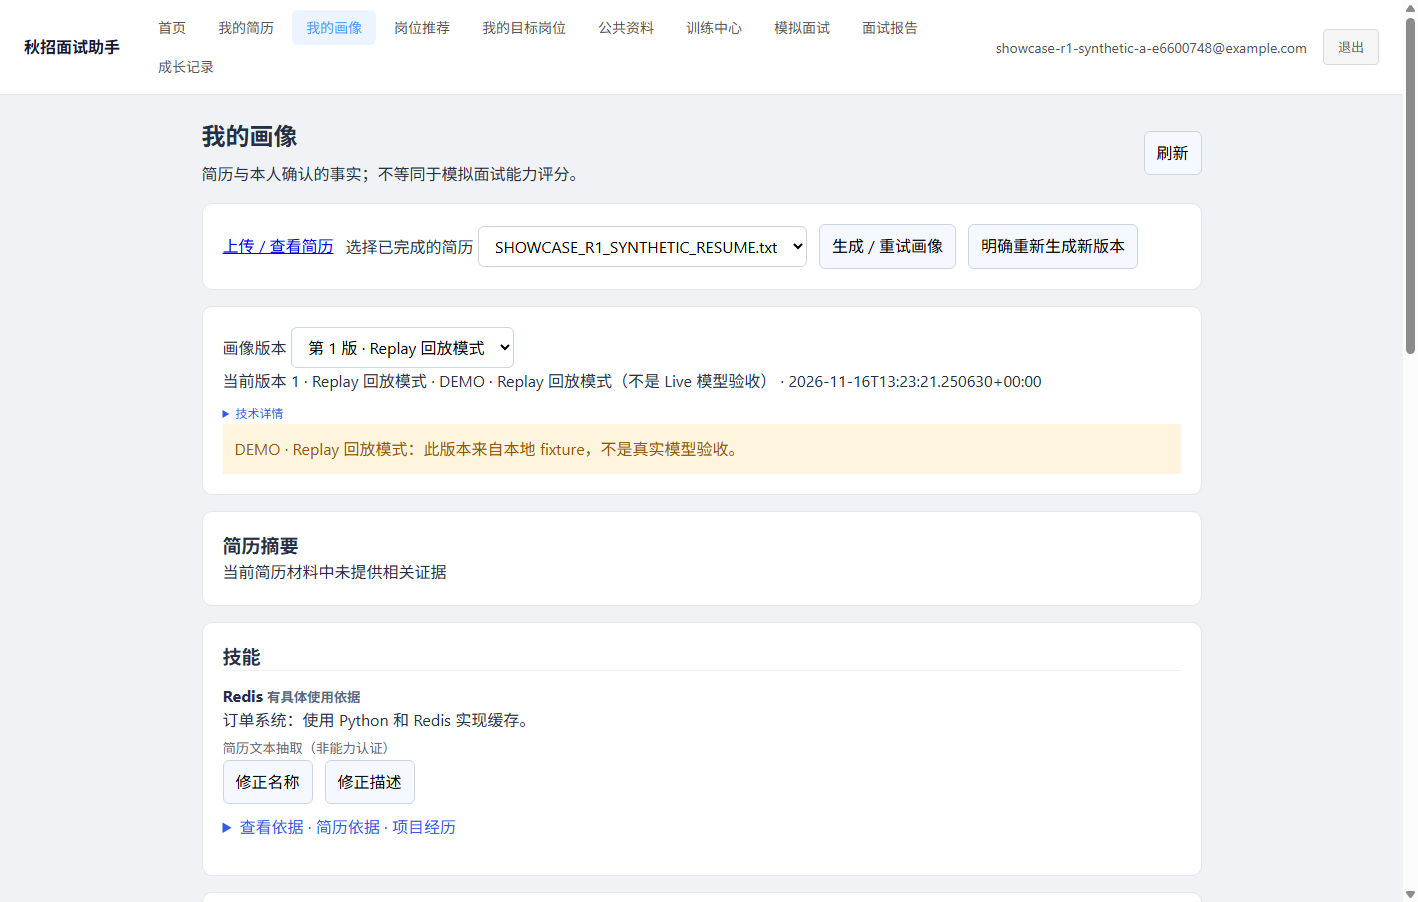 秋招面试助手
首页 我的简历 我的画像 岗位推荐 我的目标岗位 公共资料 训练中心 模拟面试 面试报告
成长记录
showcase-r1-synthetic-a-e6600748@example.com 退出
我的画像
简历与本人确认的事实；不等同于模拟面试能力评分。
刷新
上传 / 查看简历 选择已完成的简历 SHOWCASE_R1_SYNTHETIC_RESUME.txt 生成 / 重试画像 明确重新生成新版本
画像版本 第 1 版 · Replay 回放模式
当前版本 1 · Replay 回放模式 · DEMO · Replay 回放模式（不是 Live 模型验收） · 2026-11-16T13:23:21.250630+00:00
技术详情
DEMO · Replay 回放模式：此版本来自本地 fixture，不是真实模型验收。
简历摘要
当前简历材料中未提供相关证据
技能
Redis 有具体使用依据
订单系统：使用 Python 和 Redis 实现缓存。
简历文本抽取（非能力认证）
修正名称 修正描述
查看依据 · 简历依据 · 项目经历